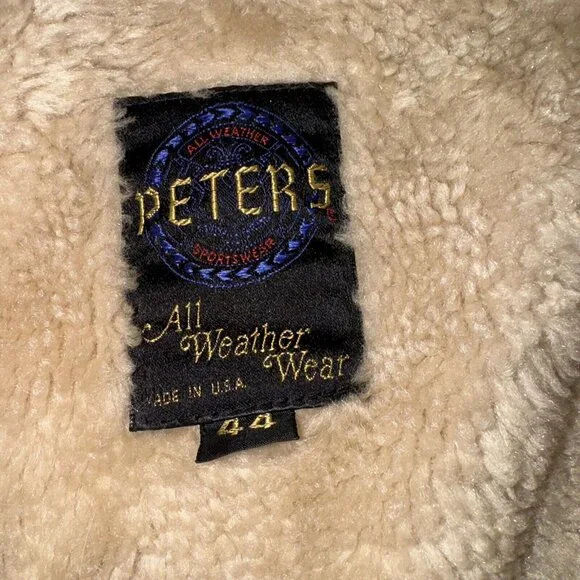 ALL WEATHER
PETERS
SPORTSWEAR
All
Weather
Wear
MADE IN U.S.A.
44